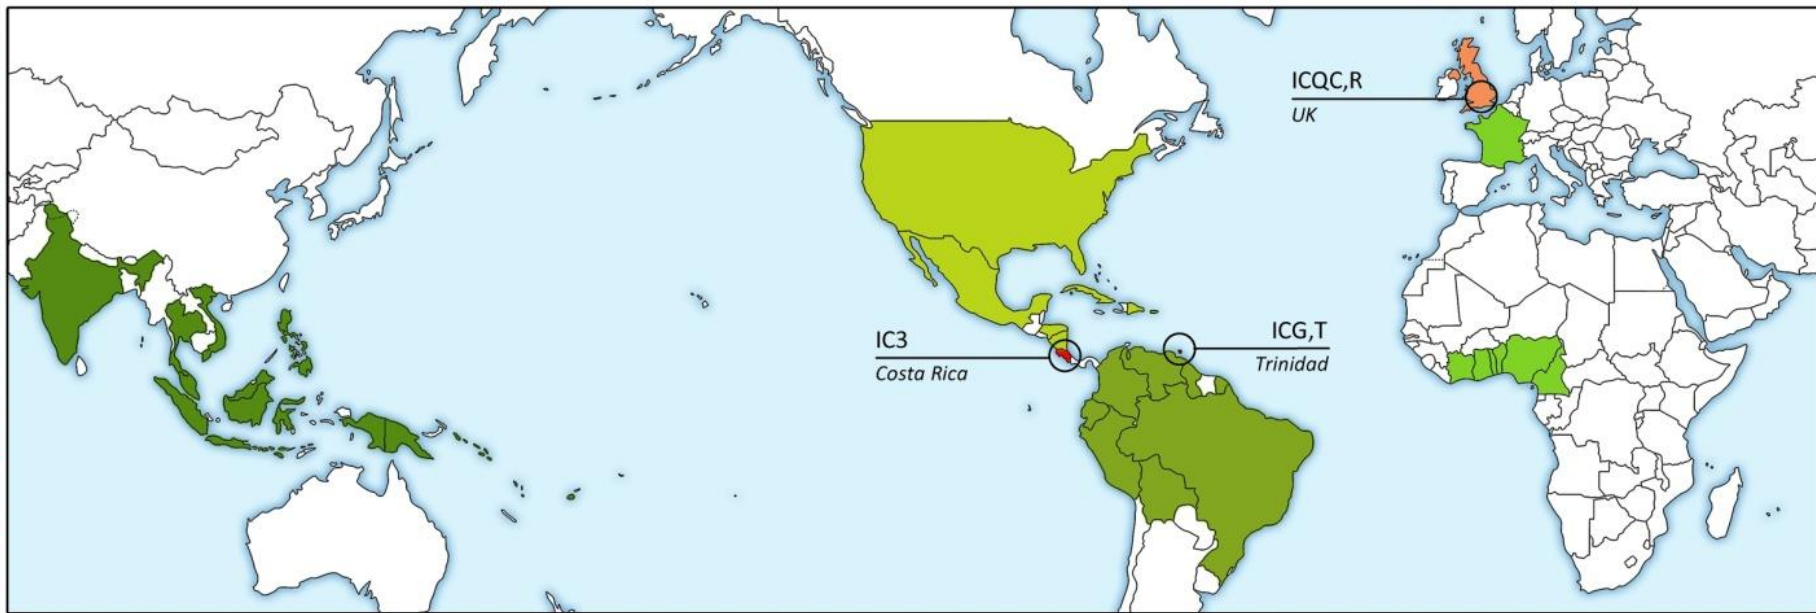 ICQC,R
UK
IC3
Costa Rica
ICG,T
Trinidad